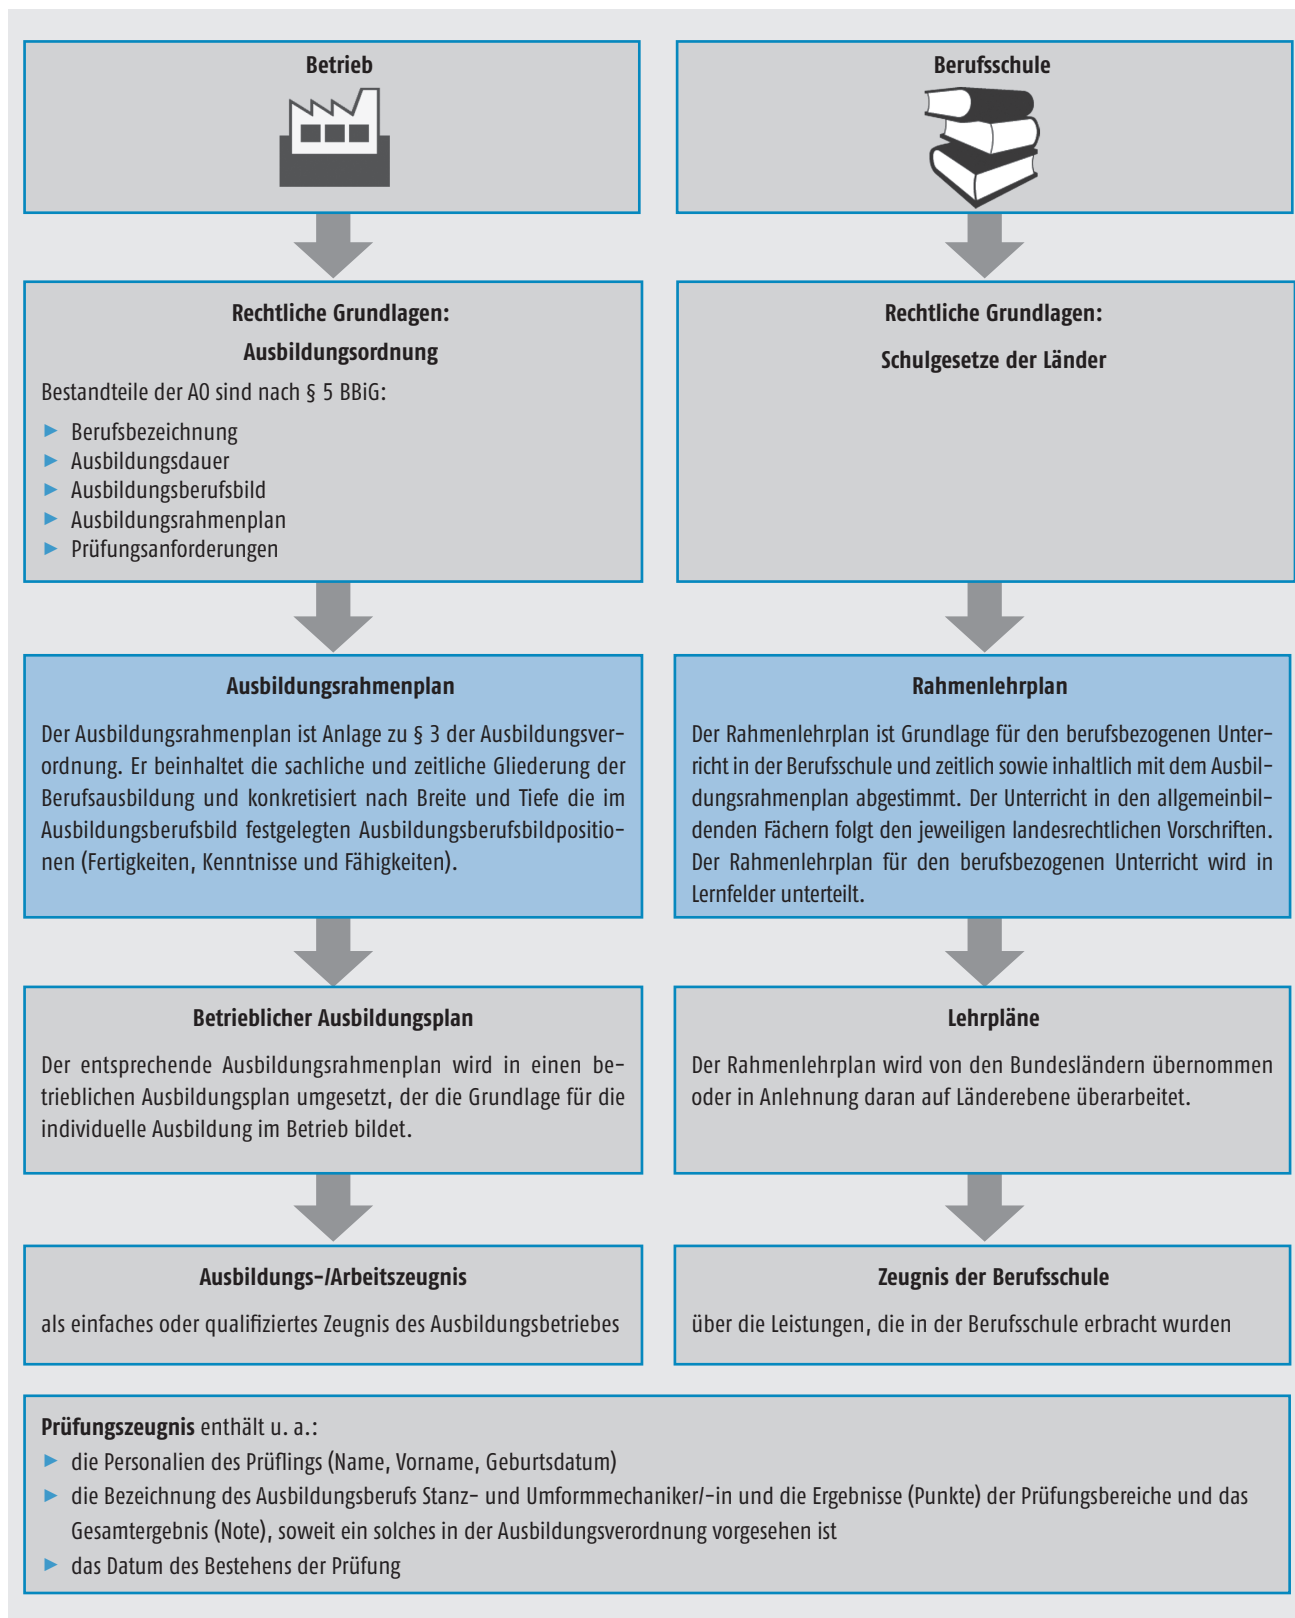 Betrieb
Berufsschule
Rechtliche Grundlagen:
Ausbildungsordnung
Bestandteile der AO sind nach § 5 BBiG:
► Berufsbezeichnung
► Ausbildungsdauer
► Ausbildungsberufsbild
► Ausbildungsrahmenplan
► Prüfungsanforderungen
Rechtliche Grundlagen:
Schulgesetze der Länder
Ausbildungsrahmenplan
Der Ausbildungsrahmenplan ist Anlage zu § 3 der Ausbildungsver-
ordnung. Er beinhaltet die sachliche und zeitliche Gliederung der
Berufsausbildung und konkretisiert nach Breite und Tiefe die im
Ausbildungsberufsbild festgelegten Ausbildungsberufsbildpositio-
nen (Fertigkeiten, Kenntnisse und Fähigkeiten).
Rahmenlehrplan
Der Rahmenlehrplan ist Grundlage für den berufsbezogenen Unter-
richt in der Berufsschule und zeitlich sowie inhaltlich mit dem Ausbil-
dungsrahmenplan abgestimmt. Der Unterricht in den allgemeinbil-
denden Fächern folgt den jeweiligen landesrechtlichen Vorschriften.
Der Rahmenlehrplan für den berufsbezogenen Unterricht wird in
Lernfelder unterteilt.
Betrieblicher Ausbildungsplan
Der entsprechende Ausbildungsrahmenplan wird in einen be-
trieblichen Ausbildungsplan umgesetzt, der die Grundlage für die
individuelle Ausbildung im Betrieb bildet.
Lehrpläne
Der Rahmenlehrplan wird von den Bundesländern übernommen
oder in Anlehnung daran auf Länderebene überarbeitet.
Ausbildungs-/Arbeitszeugnis
als einfaches oder qualifiziertes Zeugnis des Ausbildungsbetriebes
Zeugnis der Berufsschule
über die Leistungen, die in der Berufsschule erbracht wurden
Prüfungszeugnis enthält u. a.:
► die Personalien des Prüflings (Name, Vorname, Geburtsdatum)
► die Bezeichnung des Ausbildungsberufs Stanz- und Umformmechaniker/-in und die Ergebnisse (Punkte) der Prüfungsbereiche und das
Gesamtergebnis (Note), soweit ein solches in der Ausbildungsverordnung vorgesehen ist
► das Datum des Bestehens der Prüfung